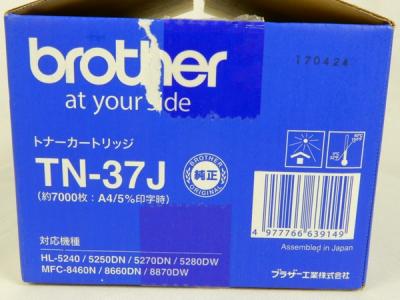 brother
170424
at your side
トナーカートリッジ
TN-37J
(約7000枚:A4/5%印字時)
BROTHER
純正
ORIGINAL
対応機種
HL-5240 / 5250DN / 5270DN / 5280DW
MFC-8460N / 8660DN / 8870DW
4 977766 639149
Assembled in Japan
ブラザー工業株式会社